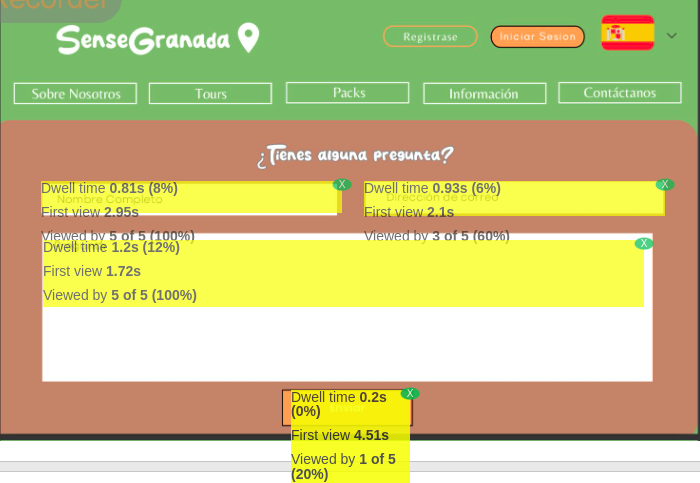 Recorder
SenseGranada
Registrase
Iniciar Sesion
Sobre Nosotros
Tours
Packs
Información
Contáctanos
¿Tienes alguna pregunta?
Dwell time 0.81s (8%)
Nombre Completo
First view 2.95s
Viewed by 5 of 5 (100%)
X
Dwell time 0.93s (6%)
Dirección de correo
First view 2.1s
Viewed by 3 of 5 (60%)
X
Dwell time 1.2s (12%)
First view 1.72s
Viewed by 5 of 5 (100%)
X
Dwell time 0.2s
(0%)
First view 4.51s
Viewed by 1 of 5
(20%)
X